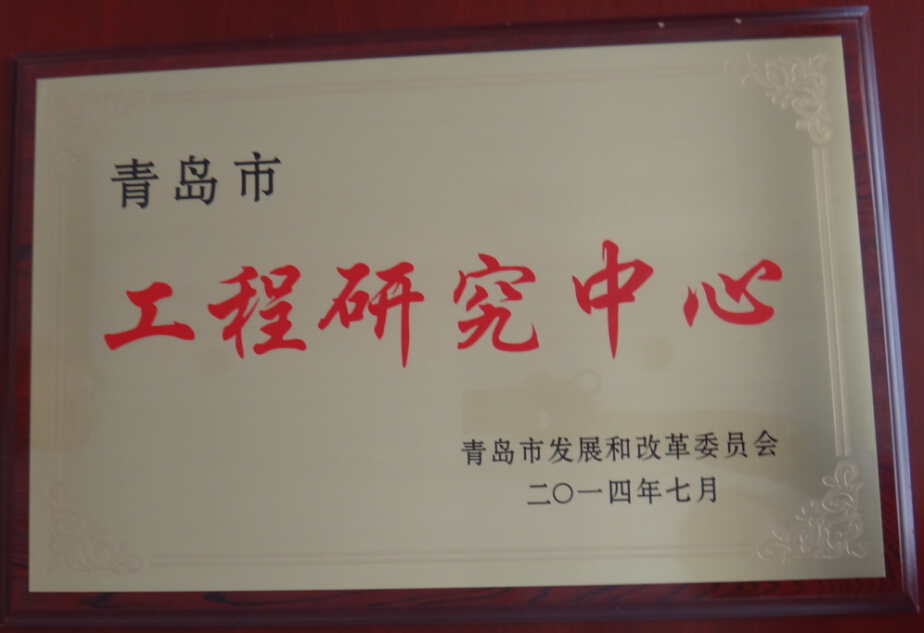 青岛市
工程研究中心
青岛市发展和改革委员会
二〇一四年七月